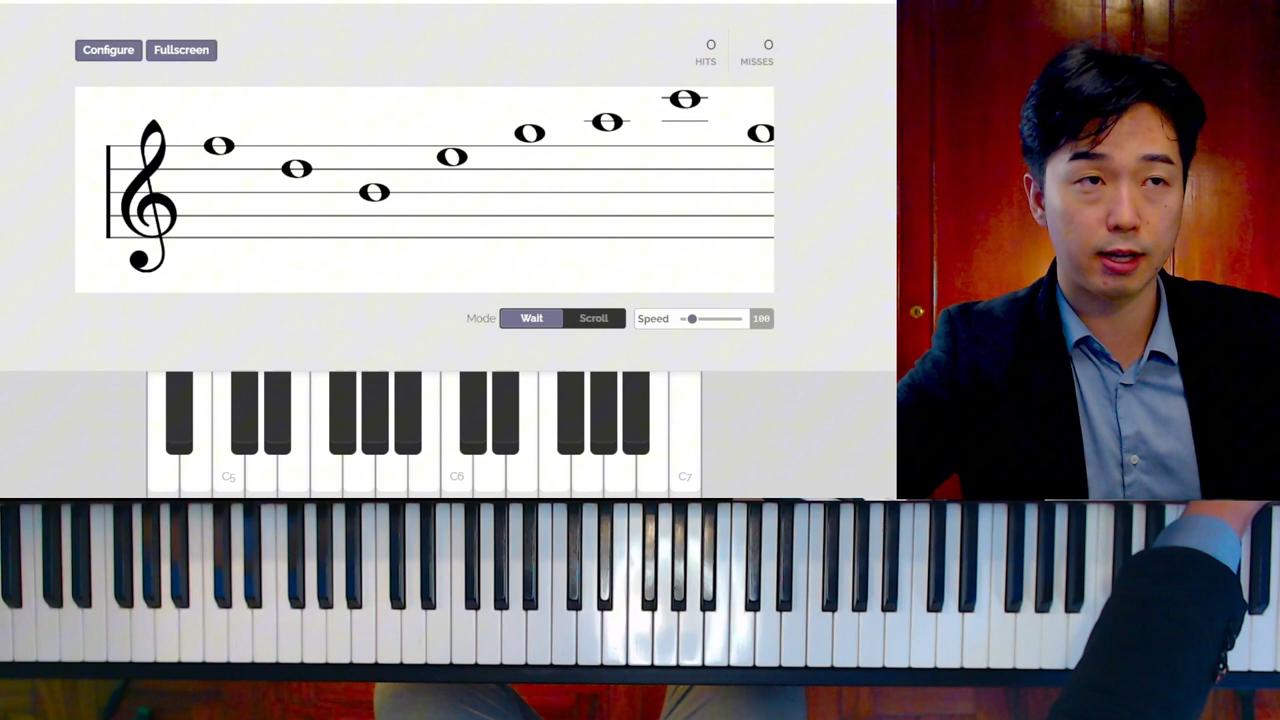 Configure Fullscreen
0 0
HITS MISSES
Mode Wait Scroll Speed 100
C5 C6 C7